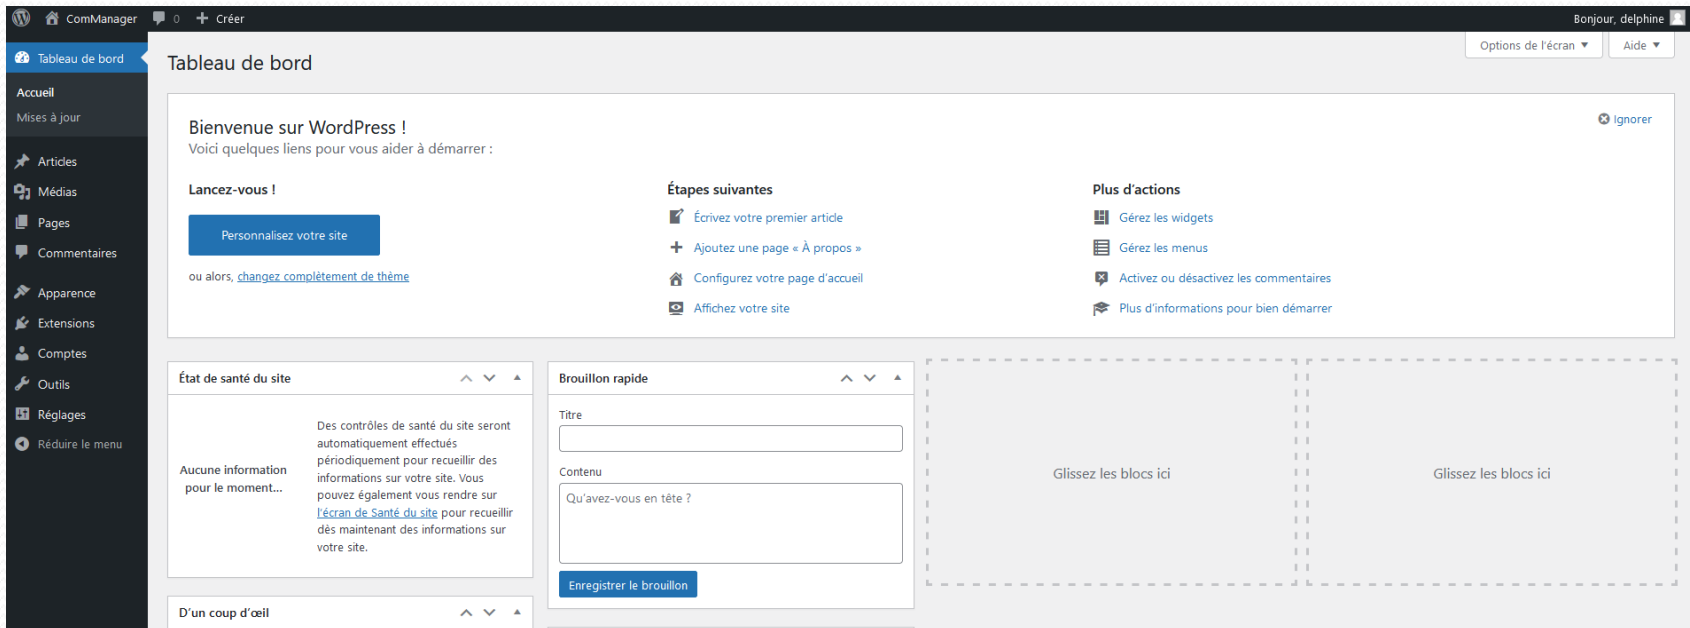 ComManager 0 Créer Bonjour, delphine
Tableau de bord
Accueil
Mises à jour
Articles
Médias
Pages
Commentaires
Apparence
Extensions
Comptes
Outils
Réglages
Réduire le menu
Options de l'écran ▼ Aide ▼
Tableau de bord
Bienvenue sur WordPress !
Ignorer
Voici quelques liens pour vous aider à démarrer :
Lancez-vous !
Personnalisez votre site
ou alors, changez complètement de thème
Étapes suivantes
Écrivez votre premier article
Ajoutez une page « À propos »
Configurez votre page d'accueil
Affichez votre site
Plus d'actions
Gérez les widgets
Gérez les menus
Activez ou désactivez les commentaires
Plus d'informations pour bien démarrer
État de santé du site
Aucune information
pour le moment...
Des contrôles de santé du site seront
automatiquement effectués
périodiquement pour recueillir des
informations sur votre site. Vous
pouvez également vous rendre sur
l'écran de Santé du site pour recueillir
dès maintenant des informations sur
votre site.
D'un coup d'œil
Brouillon rapide
Titre
Contenu
Qu'avez-vous en tête ?
Enregistrer le brouillon
Glissez les blocs ici
Glissez les blocs ici